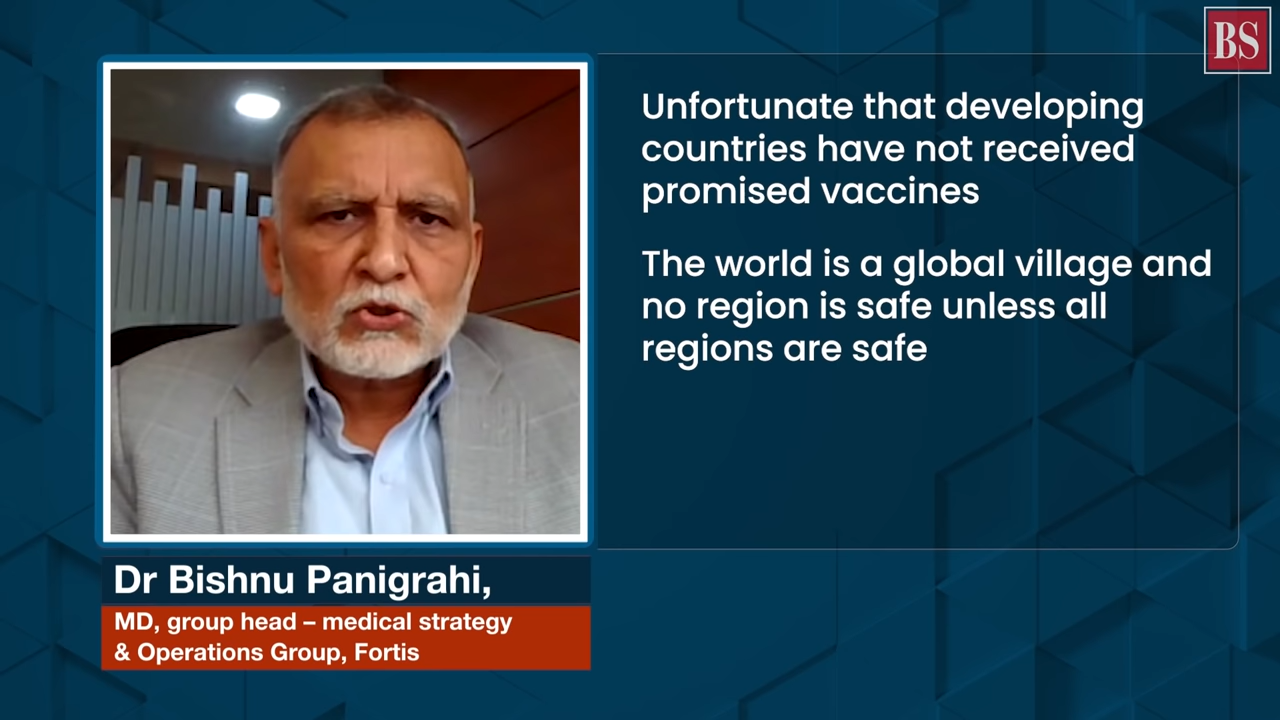 BS
Unfortunate that developing
countries have not received
promised vaccines
The world is a global village and
no region is safe unless all
regions are safe
Dr Bishnu Panigrahi,
MD, group head – medical strategy
& Operations Group, Fortis